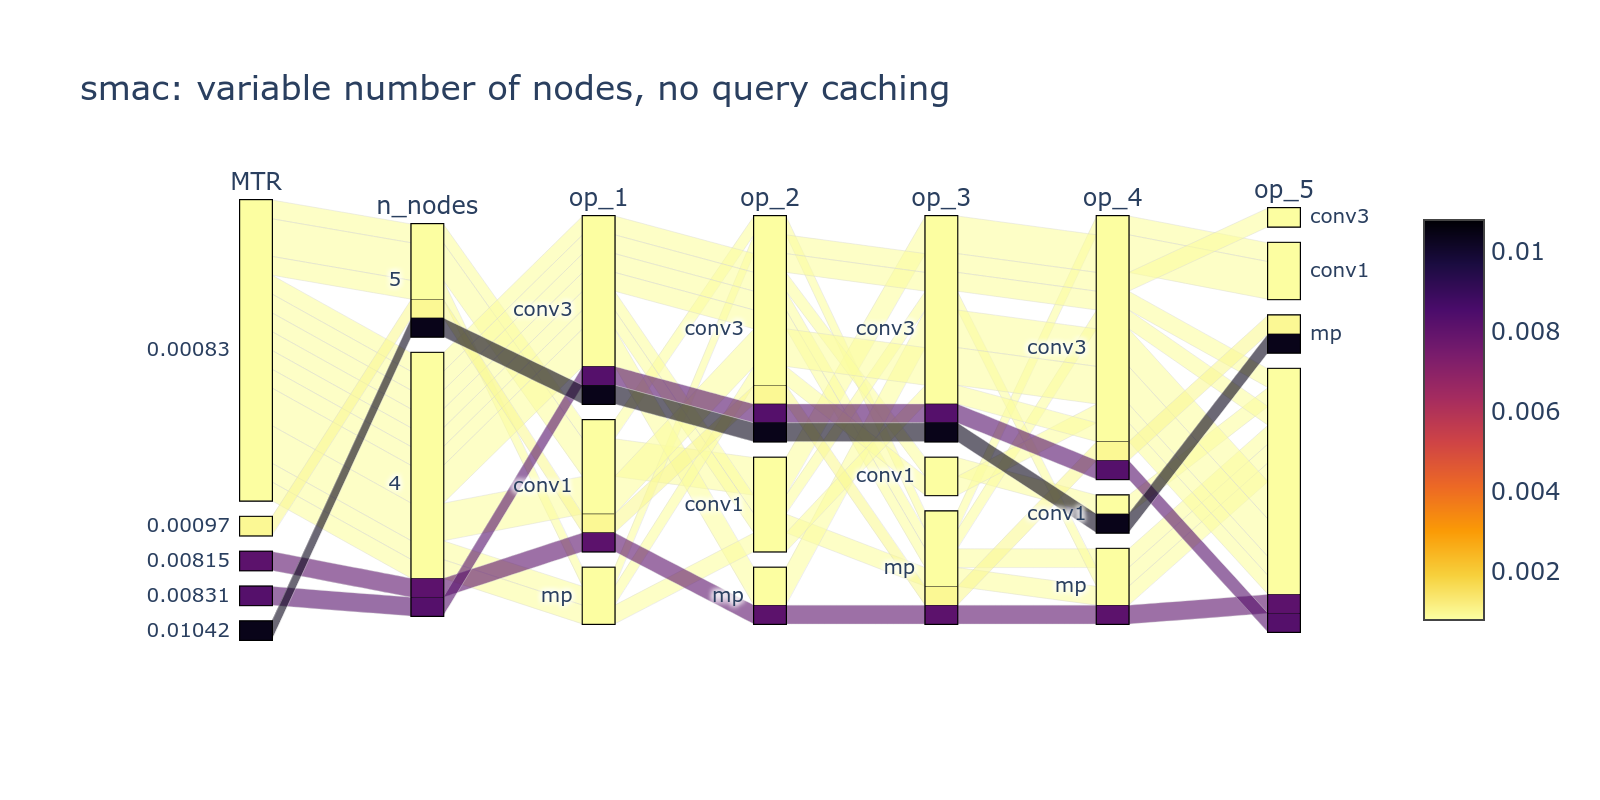 smac: variable number of nodes, no query caching
MTR
n_nodes
op_1
op_2
op_3
op_4
op_5
0.00083
0.00097
0.00815
0.00831
0.01042
5
4
conv3
conv1
mp
conv3
conv1
mp
conv3
conv1
mp
conv3
conv1
mp
conv3
conv1
mp
0.01
0.008
0.006
0.004
0.002